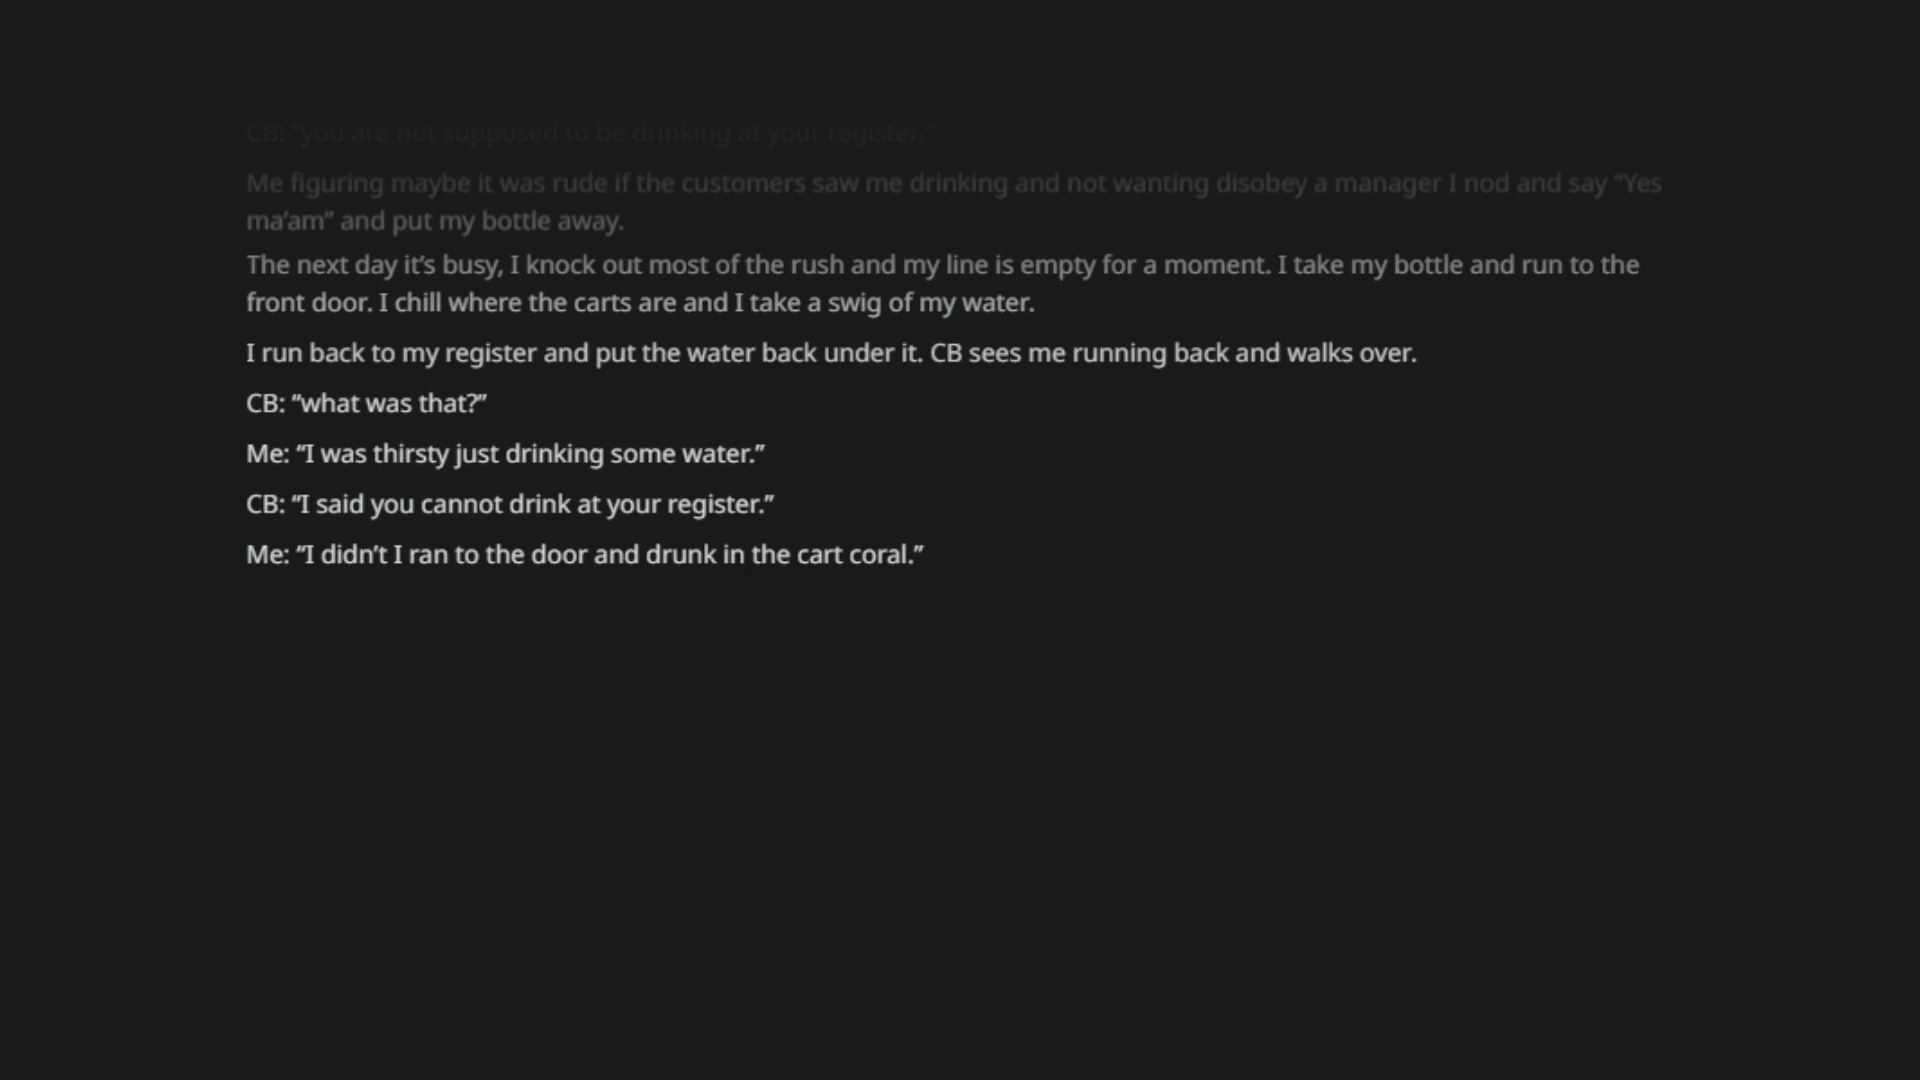 CB: “you are not supposed to be drinking at your register.”
Me figuring maybe it was rude if the customers saw me drinking and not wanting disobey a manager I nod and say “Yes
ma’am” and put my bottle away.
The next day it’s busy, I knock out most of the rush and my line is empty for a moment. I take my bottle and run to the
front door. I chill where the carts are and I take a swig of my water.
I run back to my register and put the water back under it. CB sees me running back and walks over.
CB: “what was that?”
Me: “I was thirsty just drinking some water.”
CB: “I said you cannot drink at your register.”
Me: “I didn’t I ran to the door and drunk in the cart coral.”